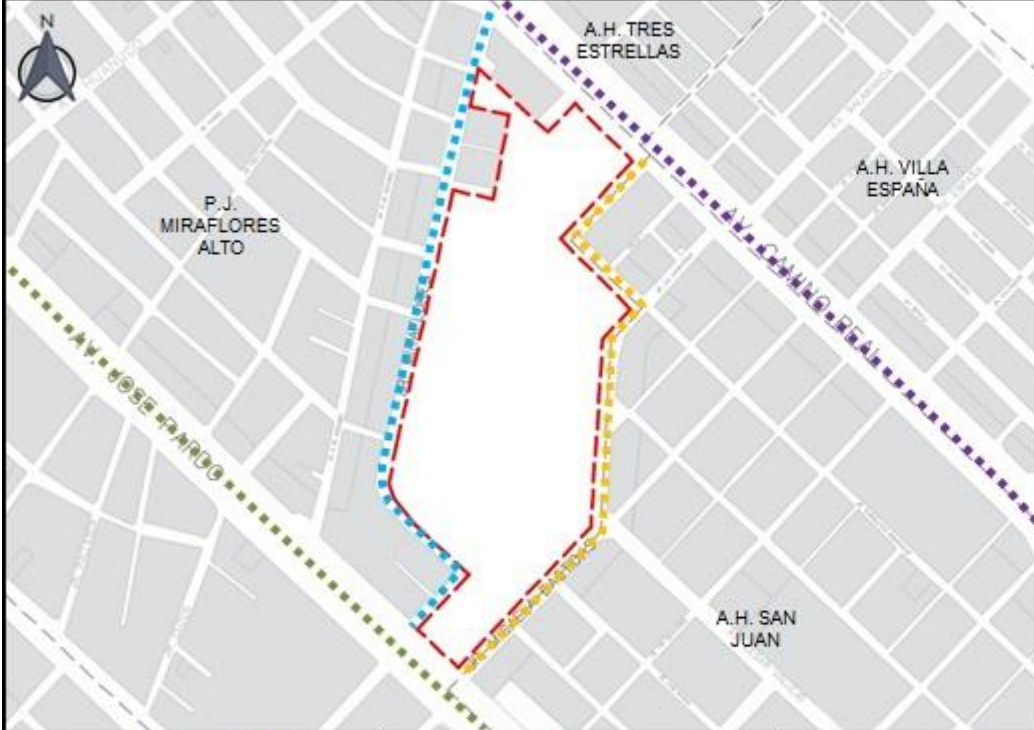 N
A.H. TRES
ESTRELLAS
A.H. VILLA
ESPAÑA
P.J.
MIRAFLORES
ALTO
AV. CAMINO REAL
AV. JOSE PARDO
A.H. SAN
JUAN